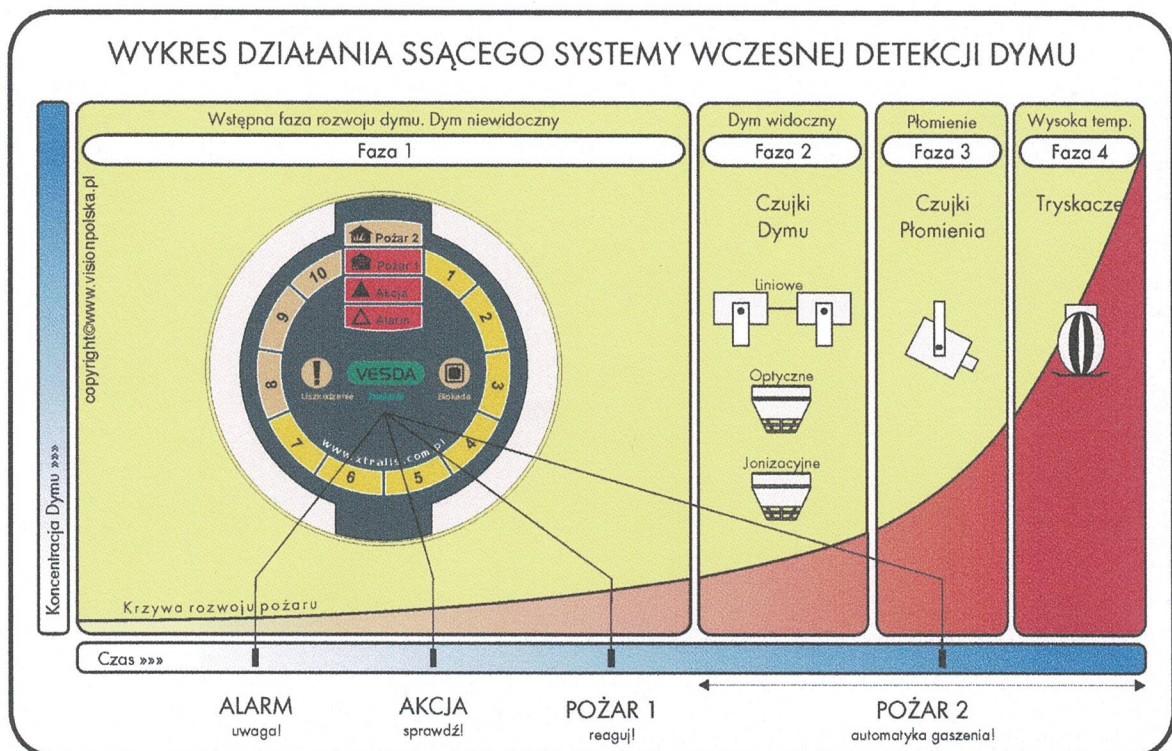 WYKRES DZIAŁANIA SSĄCEGO SYSTEMY WCZESNEJ DETEKCJI DYMU
Koncentracja Dymu »»»
copyright©www.visionpolska.pl
Wstępna faza rozwoju dymu. Dym niewidoczny
Faza 1
Dym widoczny
Faza 2
Płomienie
Faza 3
Wysoka temp.
Faza 4
Pożar 2
Pożar 1
Akcja
Alarm
1
2
3
4
5
6
7
8
9
10
VESDA
Uszkodzenie
Blokada
www.xtralis.com.pl
Czujki
Dymu
Liniowe
Optyczne
Jonizacyjne
Czujki
Płomienia
Tryskacze
Krzywa rozwoju pożaru
Czas »»»
ALARM
uwaga!
AKCJA
sprawdź!
POŻAR 1
reaguj!
POŻAR 2
automatyka gaszenia!